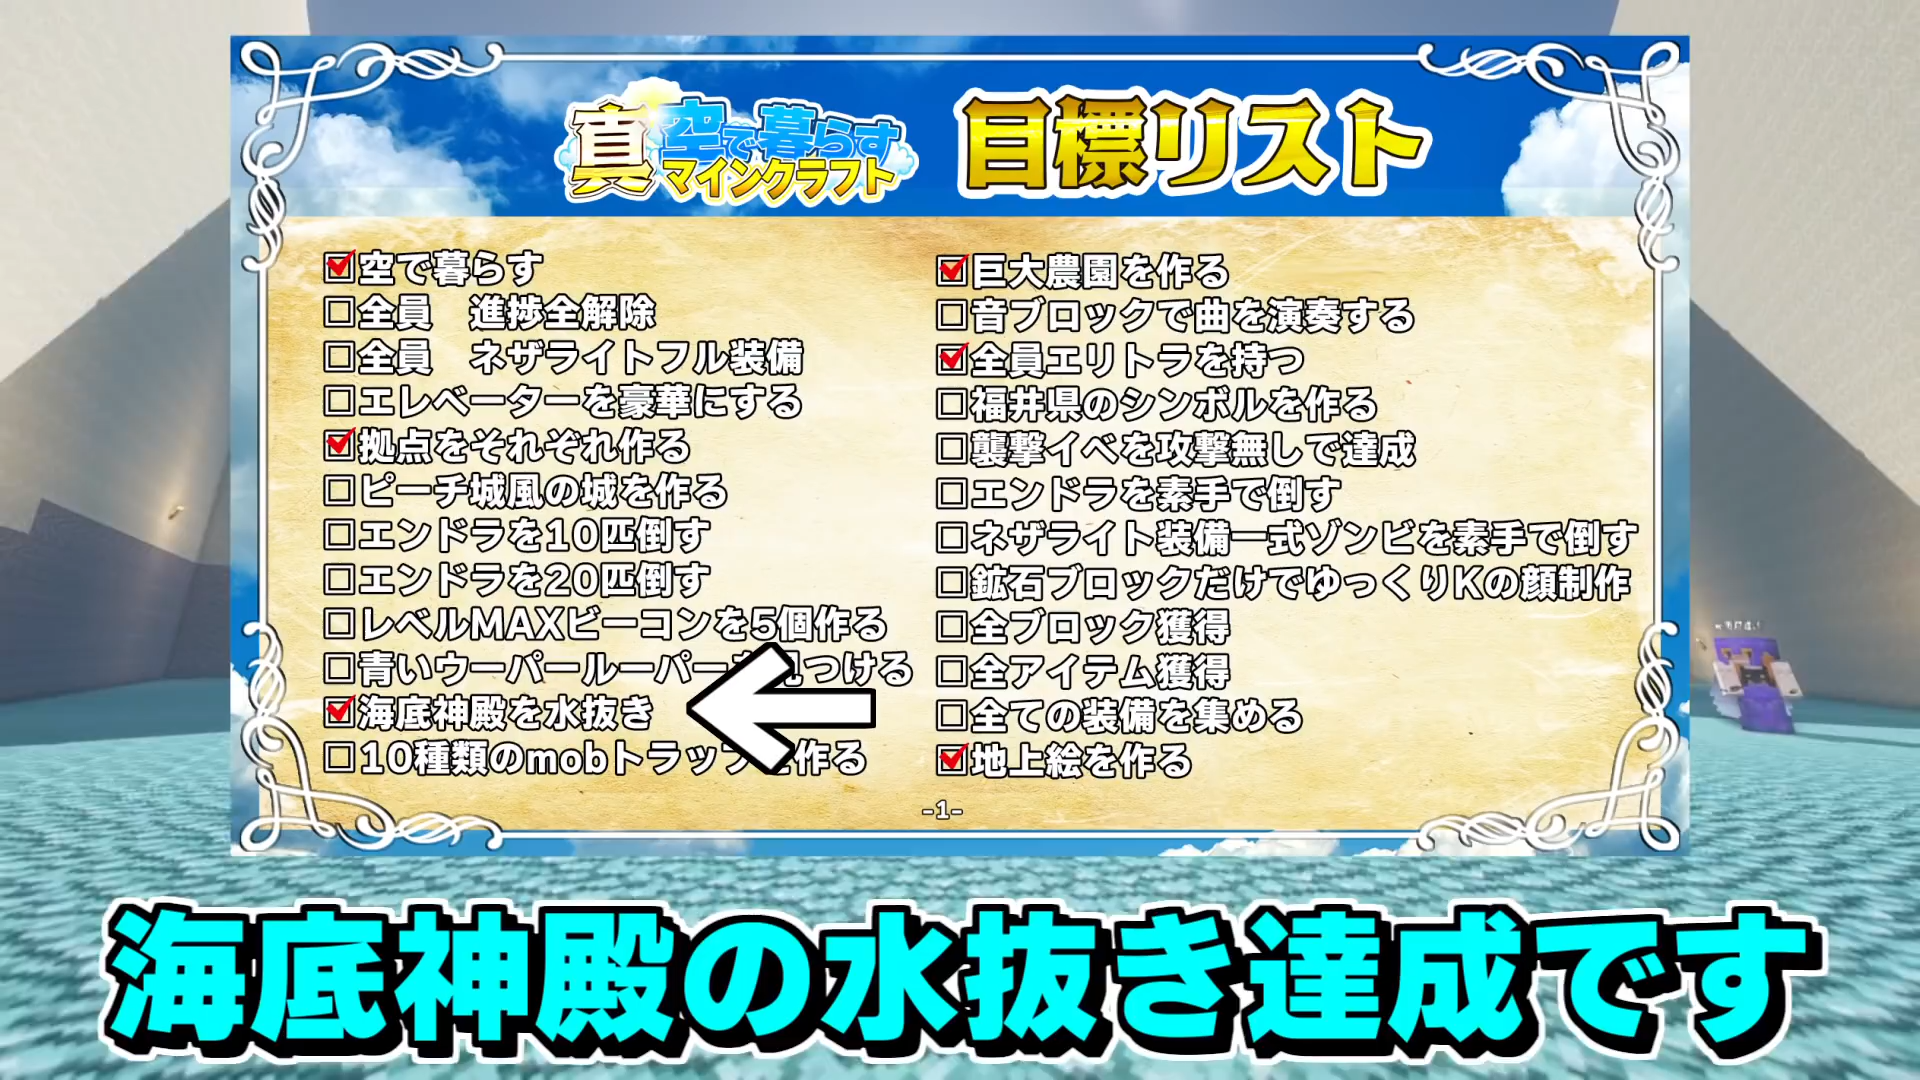 真 空で暮らす
マインクラフト
目標リスト
☑空で暮らす
□全員 進捗全解除
□全員 ネザライトフル装備
□エレベーターを豪華にする
☑拠点をそれぞれ作る
□ピーチ城風の城を作る
□エンドラを10匹倒す
□エンドラを20匹倒す
□レベルMAXビーコンを5個作る
□青いウーパールーパーを見つける
☑海底神殿を水抜き
□10種類のmobトラップを作る
☑巨大農園を作る
□音ブロックで曲を演奏する
☑全員エリトラを持つ
□福井県のシンボルを作る
□襲撃イベを攻撃無しで達成
□エンドラを素手で倒す
□ネザライト装備一式ゾンビを素手で倒す
□鉱石ブロックだけでゆっくりKの顔制作
□全ブロック獲得
□全アイテム獲得
□全ての装備を集める
☑地上絵を作る
-1-
海底神殿の水抜き達成です